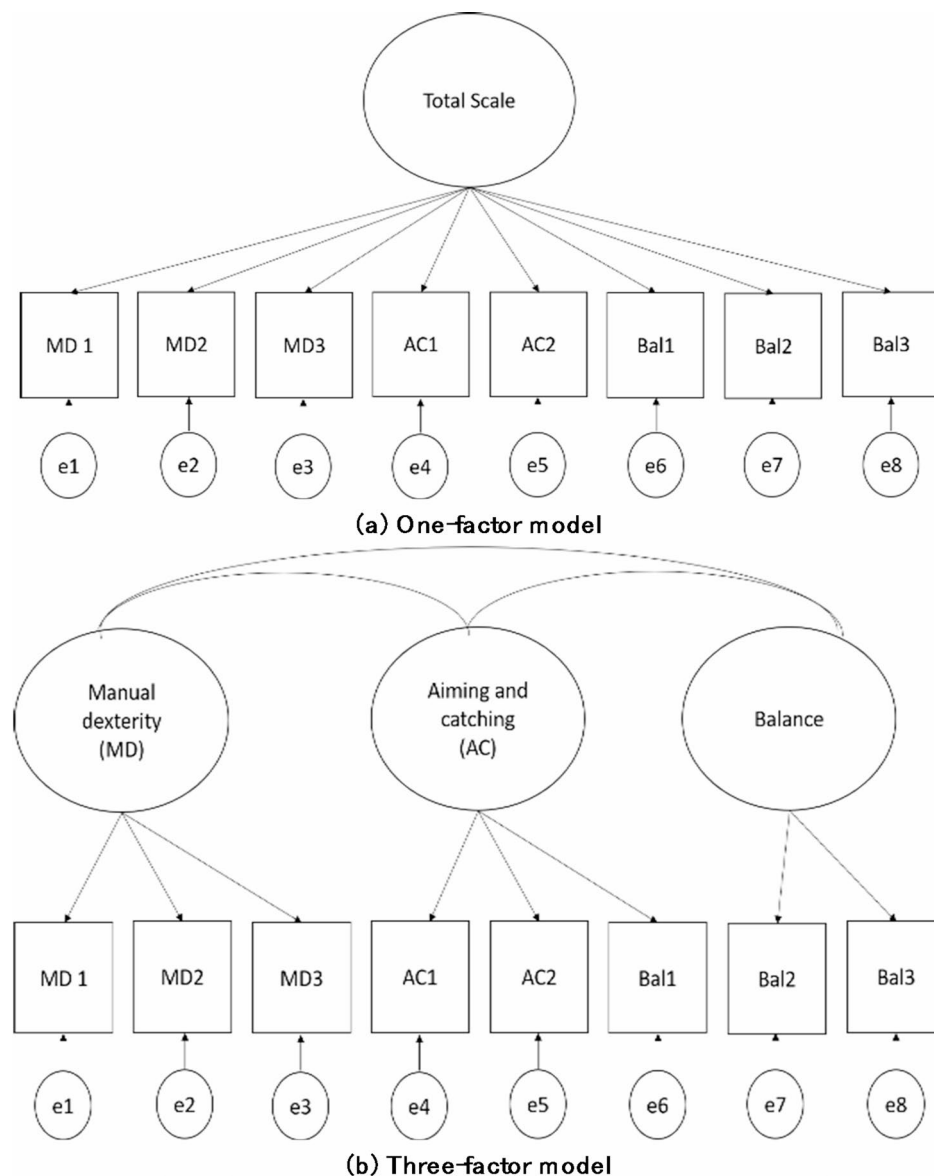 Total Scale
MD 1 MD2 MD3 AC1 AC2 Bal1 Bal2 Bal3
e1 e2 e3 e4 e5 e6 e7 e8
(a) One-factor model
Manual
dexterity
(MD)
Aiming and
catching
(AC)
Balance
MD 1 MD2 MD3 AC1 AC2 Bal1 Bal2 Bal3
e1 e2 e3 e4 e5 e6 e7 e8
(b) Three-factor model